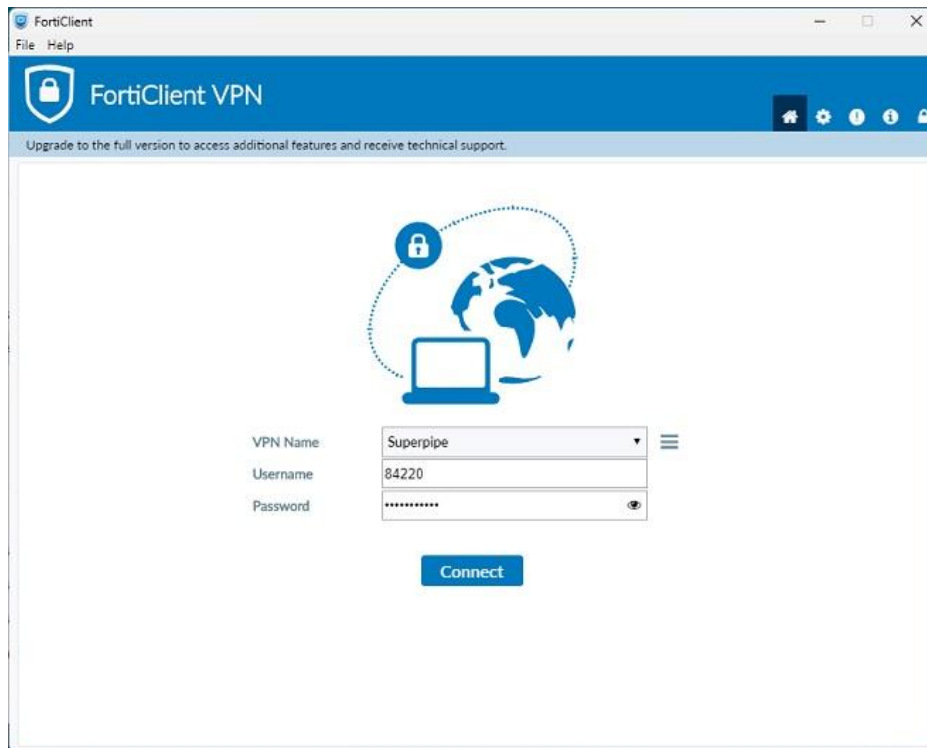 FortiClient
File Help
FortiClient VPN
Upgrade to the full version to access additional features and receive technical support.
VPN Name Superpipe
Username 84220
Password •••••••••••
Connect